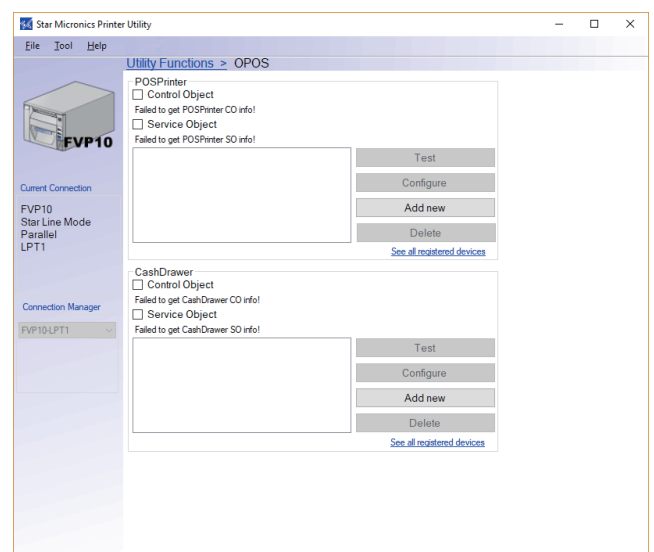 Star Micronics Printer Utility
File Tool Help
Utility Functions > OPOS
FVP10
Current Connection
FVP10
Star Line Mode
Parallel
LPT1
Connection Manager
FVP10-LPT1
POSPrinter
Control Object
Failed to get POSPrinter CO info!
Service Object
Failed to get POSPrinter SO info!
Test
Configure
Add new
Delete
See all registered devices
CashDrawer
Control Object
Failed to get CashDrawer CO info!
Service Object
Failed to get CashDrawer SO info!
Test
Configure
Add new
Delete
See all registered devices